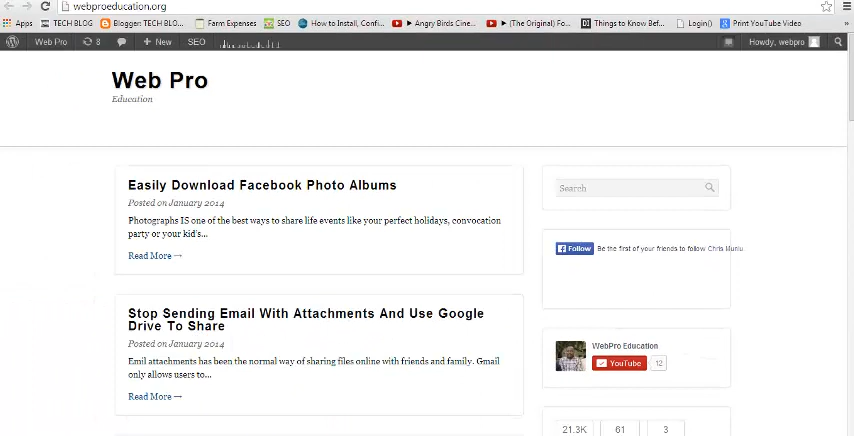 webproeducation.org
Apps TECH BLOG Blogger: TECH BLO... Farm Expenses SEO How to Install, Confi... Angry Birds Cine... (The Original) Fo... Things to Know Bef... Login() Print YouTube Video
Web Pro 8 New SEO Howdy, webpro
Web Pro
Education
Easily Download Facebook Photo Albums
Posted on January 2014
Photographs IS one of the best ways to share life events like your perfect holidays, convocation
party or your kid's...
Read More →
Stop Sending Email With Attachments And Use Google
Drive To Share
Posted on January 2014
Emil attachments has been the normal way of sharing files online with friends and family. Gmail
only allows users to...
Read More →
Search
Follow Be the first of your friends to follow Chris
WebPro Education
YouTube 12
21.3K 61 3